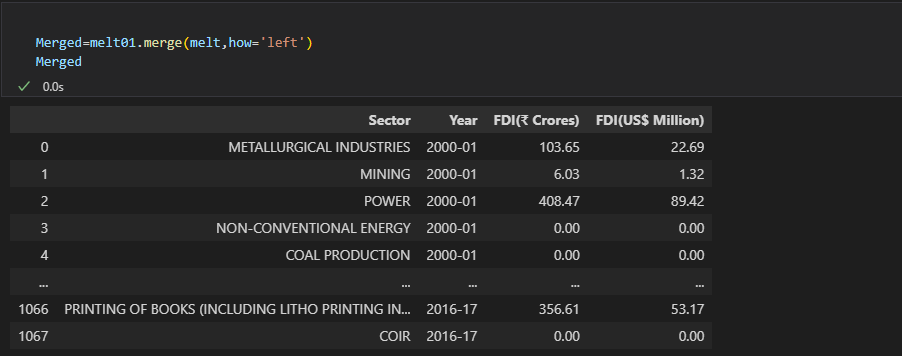 Merged=melt01.merge(melt,how='left')
Merged
0.0s
Sector Year FDI(₹ Crores) FDI(US$ Million)
0 METALLURGICAL INDUSTRIES 2000-01 103.65 22.69
1 MINING 2000-01 6.03 1.32
2 POWER 2000-01 408.47 89.42
3 NON-CONVENTIONAL ENERGY 2000-01 0.00 0.00
4 COAL PRODUCTION 2000-01 0.00 0.00
... ... ... ... ...
1066 PRINTING OF BOOKS (INCLUDING LITHO PRINTING IN... 2016-17 356.61 53.17
1067 COIR 2016-17 0.00 0.00